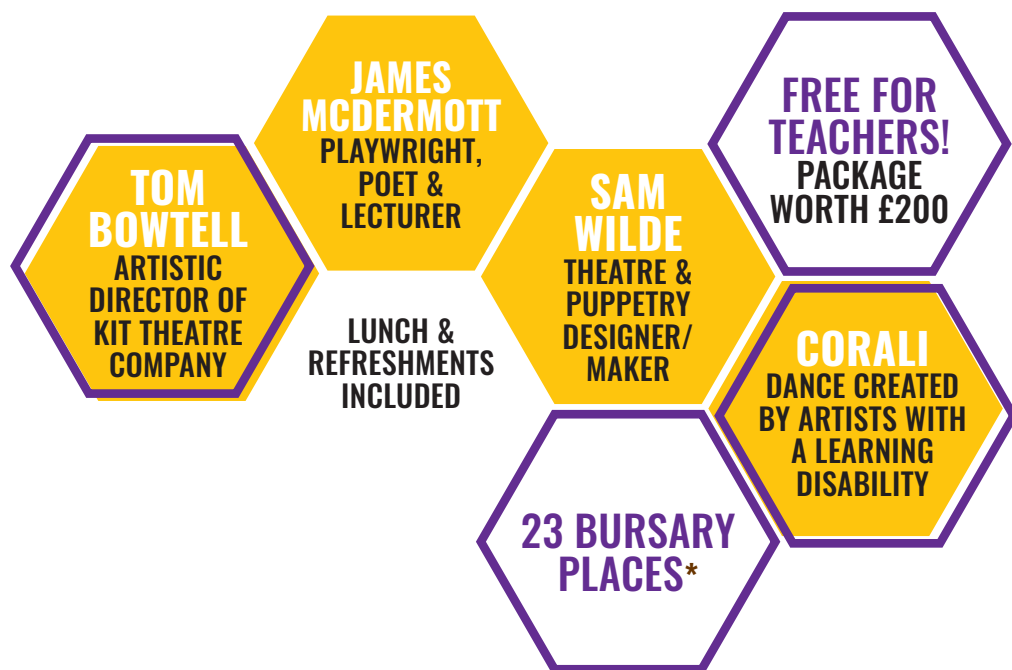 JAMES
MCDERMOTT
PLAYWRIGHT,
POET &
LECTURER
FREE FOR
TEACHERS!
PACKAGE
WORTH £200
TOM
BOWTELL
ARTISTIC
DIRECTOR OF
KIT THEATRE
COMPANY
SAM
WILDE
THEATRE &
PUPPETRY
DESIGNER/
MAKER
LUNCH &
REFRESHMENTS
INCLUDED
CORALI
DANCE CREATED
BY ARTISTS WITH
A LEARNING
DISABILITY
23 BURSARY
PLACES*